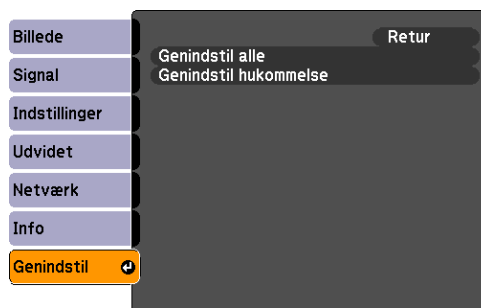 Billede
Signal
Indstillinger
Udvidet
Netværk
Info
Genindstil
Retur
Genindstil alle
Genindstil hukommelse